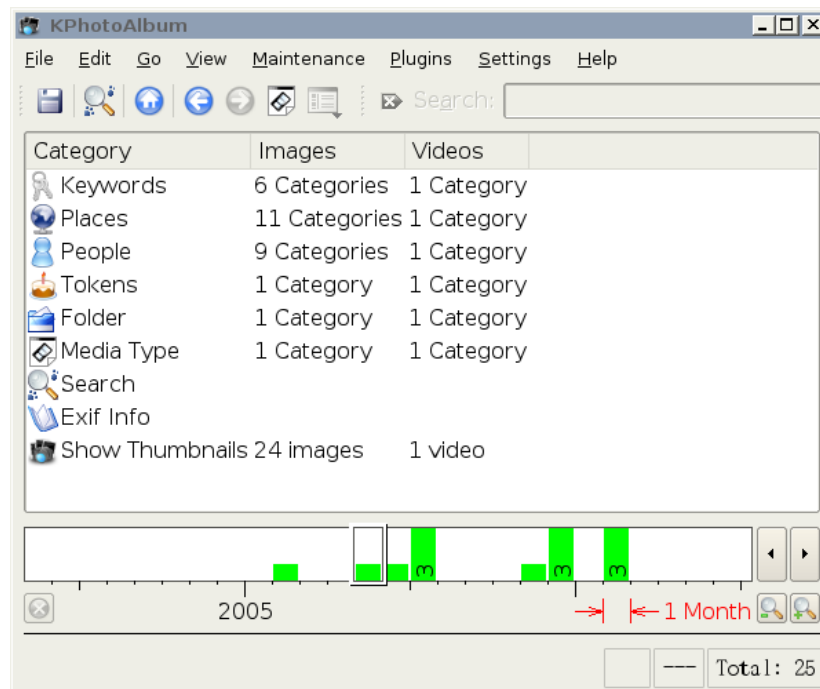 KPhotoAlbum
File Edit Go View Maintenance Plugins Settings Help
Search:
Category Images Videos
Keywords 6 Categories 1 Category
Places 11 Categories 1 Category
People 9 Categories 1 Category
Tokens 1 Category 1 Category
Folder 1 Category 1 Category
Media Type 1 Category 1 Category
Search
Exif Info
Show Thumbnails 24 images 1 video
3 3 3
2005 1 Month
--- Total: 25